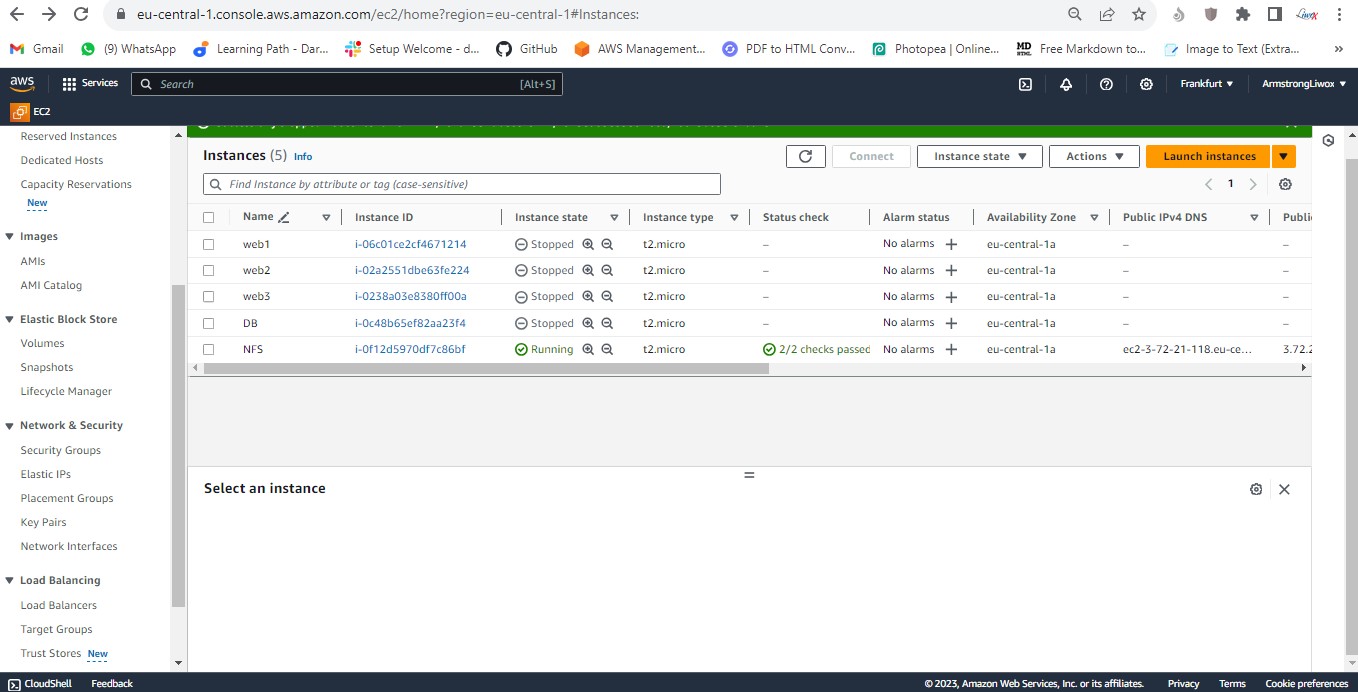 eu-central-1.console.aws.amazon.com/ec2/home?region=eu-central-1#Instances:
Gmail (9) WhatsApp Learning Path - Dar... Setup Welcome - d... GitHub AWS Management... PDF to HTML Conv... Photopea | Online... Free Markdown to... Image to Text (Extra... »
aws Services Search [Alt+S] Frankfurt ▼ ArmstrongLiwox ▼
EC2
Reserved Instances
Dedicated Hosts
Capacity Reservations
New
Images
AMIs
AMI Catalog
Elastic Block Store
Volumes
Snapshots
Lifecycle Manager
Network & Security
Security Groups
Elastic IPs
Placement Groups
Key Pairs
Network Interfaces
Load Balancing
Load Balancers
Target Groups
Trust Stores New
Instances (5) Info Connect Instance state ▼ Actions ▼ Launch instances ▼
Find Instance by attribute or tag (case-sensitive) 1
Name Instance ID Instance state Instance type Status check Alarm status Availability Zone Public IPv4 DNS Publi
web1 i-06c01ce2cf4671214 Stopped t2.micro – No alarms + eu-central-1a – –
web2 i-02a2551dbe63fe224 Stopped t2.micro – No alarms + eu-central-1a – –
web3 i-0238a03e8380ff00a Stopped t2.micro – No alarms + eu-central-1a – –
DB i-0c48b65ef82aa23f4 Stopped t2.micro – No alarms + eu-central-1a – –
NFS i-0f12d5970df7c86bf Running t2.micro 2/2 checks passed No alarms + eu-central-1a ec2-3-72-21-118.eu-ce... 3.72.2
Select an instance
CloudShell Feedback © 2023, Amazon Web Services, Inc. or its affiliates. Privacy Terms Cookie preferences